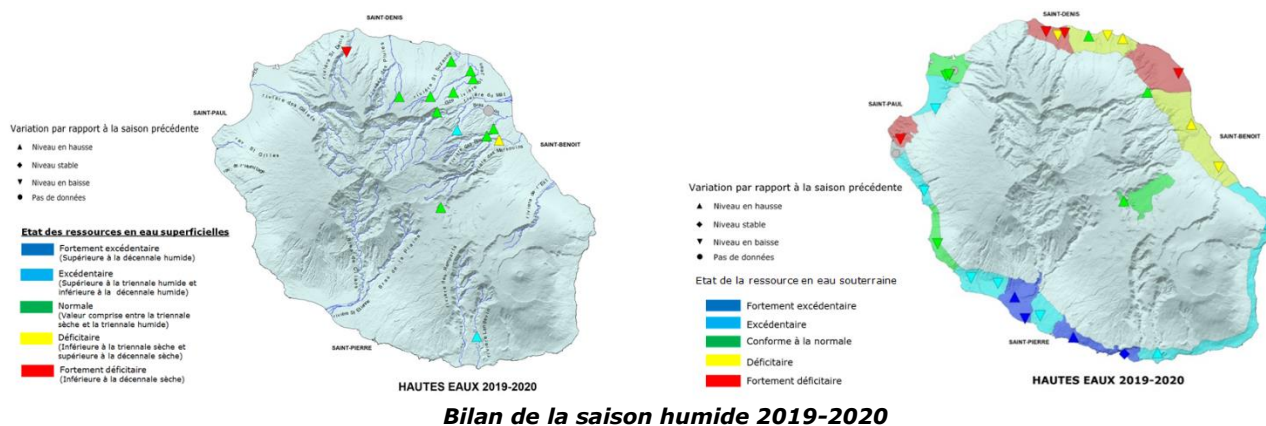 SAINT-DENIS
SAINT-PAUL
SAINT-BENOIT
SAINT-PIERRE
Variation par rapport à la saison précédente
Niveau en hausse
Niveau stable
Niveau en baisse
Pas de données
Etat des ressources en eau superficielles
Fortement excédentaire
(Supérieure à la décennale humide)
Excédentaire
(Supérieure à la triennale humide et
inférieure à la décennale humide)
Normale
(Valeur comprise entre la triennale
sèche et la triennale humide)
Déficitaire
(Inférieure à la triennale sèche et
supérieure à la décennale sèche)
Fortement déficitaire
(Inférieure à la décennale sèche)
HAUTES EAUX 2019-2020
SAINT-DENIS
SAINT-PAUL
SAINT-BENOIT
SAINT-PIERRE
Variation par rapport à la saison précédente
Niveau en hausse
Niveau stable
Niveau en baisse
Pas de données
Etat de la ressource en eau souterraine
Fortement excédentaire
Excédentaire
Conforme à la normale
Déficitaire
Fortement déficitaire
HAUTES EAUX 2019-2020
Bilan de la saison humide 2019-2020